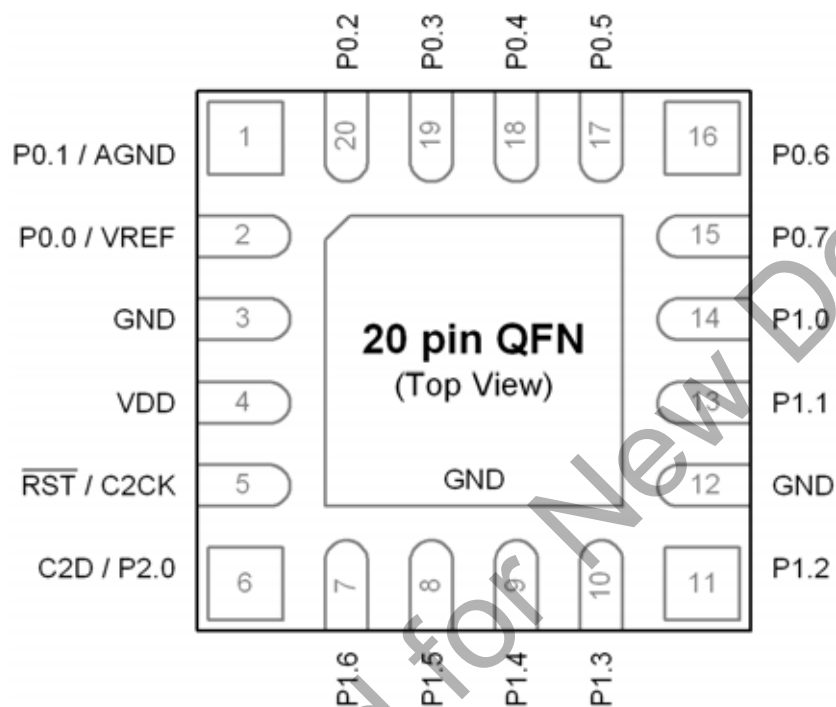 P0.2
P0.3
P0.4
P0.5
P0.1 / AGND
1
20
19
18
17
16
P0.6
P0.0 / VREF
2
15
P0.7
GND
3
14
P1.0
20 pin QFN
(Top View)
VDD
4
13
P1.1
RST / C2CK
5
GND
12
GND
C2D / P2.0
6
7
8
9
10
11
P1.2
P1.6
P1.5
P1.4
P1.3
for New